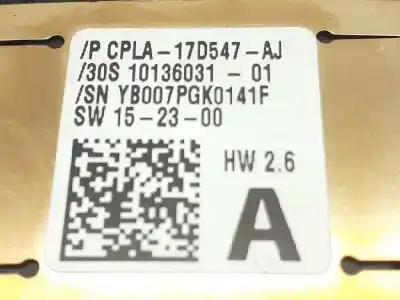 /P CPLA-17D547-AJ
/30S 10136031 - 01
/SN YB007PGK0141F
SW 15-23-00
HW 2.6
A